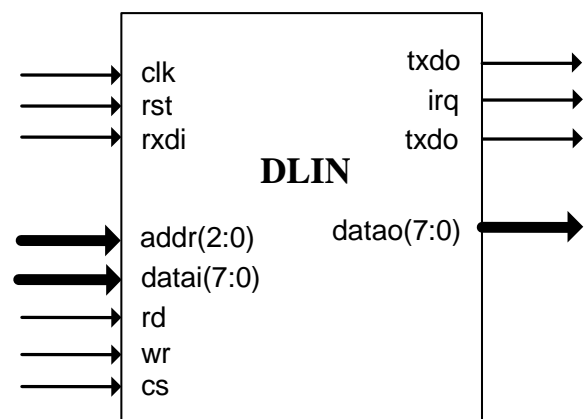 clk
rst
rxdi
txdo
irq
txdo
DLIN
addr(2:0)
datai(7:0)
rd
wr
cs
datao(7:0)